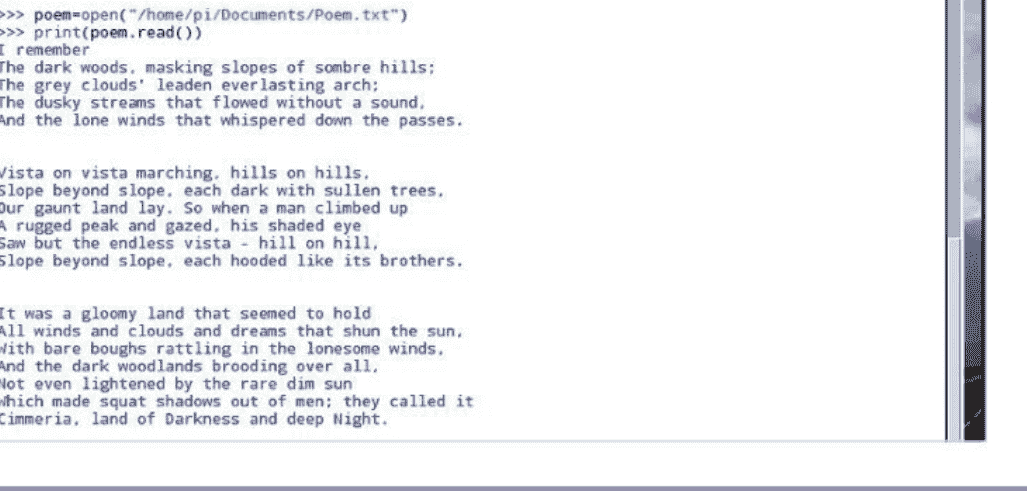 >>> poem=open("/home/pi/Documents/Poem.txt")
>>> print(poem.read())
I remember
The dark woods, masking slopes of sombre hills;
The grey clouds' leaden everlasting arch;
The dusky streams that flowed without a sound,
And the lone winds that whispered down the passes.
Vista on vista marching, hills on hills,
Slope beyond slope, each dark with sullen trees,
Our gaunt land lay. So when a man climbed up
A rugged peak and gazed, his shaded eye
Saw but the endless vista - hill on hill,
Slope beyond slope, each hooded like its brothers.
It was a gloomy land that seemed to hold
All winds and clouds and dreams that shun the sun,
With bare boughs rattling in the lonesome winds,
And the dark woodlands brooding over all,
Not even lightened by the rare dim sun
Which made squat shadows out of men; they called it
Cimmeria, land of Darkness and deep Night.